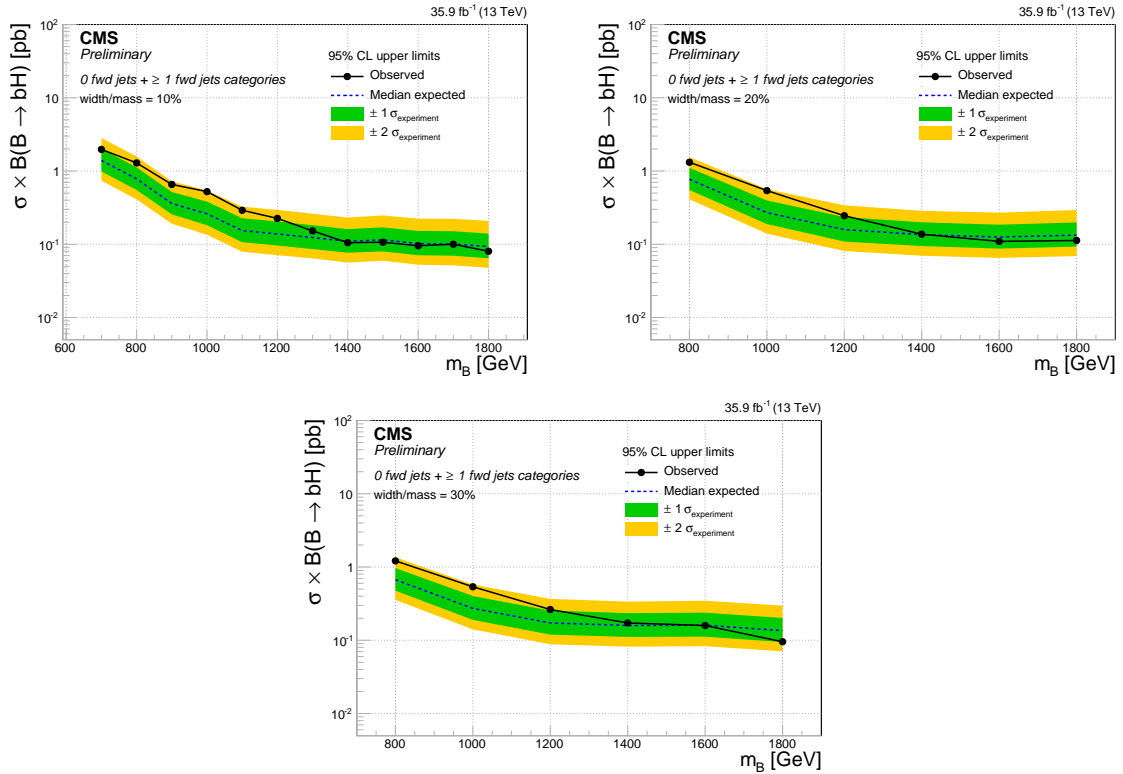 35.9 fb⁻¹ (13 TeV)
CMS
Preliminary
0 fwd jets + ≥ 1 fwd jets categories
width/mass = 10%
95% CL upper limits
Observed
Median expected
± 1 σexperiment
± 2 σexperiment
σ × B(B → bH) [pb]
10²
10
1
10⁻¹
10⁻²
600 800 1000 1200 1400 1600 1800
m_B [GeV]
35.9 fb⁻¹ (13 TeV)
CMS
Preliminary
0 fwd jets + ≥ 1 fwd jets categories
width/mass = 20%
95% CL upper limits
Observed
Median expected
± 1 σexperiment
± 2 σexperiment
σ × B(B → bH) [pb]
10²
10
1
10⁻¹
10⁻²
800 1000 1200 1400 1600 1800
m_B [GeV]
35.9 fb⁻¹ (13 TeV)
CMS
Preliminary
0 fwd jets + ≥ 1 fwd jets categories
width/mass = 30%
95% CL upper limits
Observed
Median expected
± 1 σexperiment
± 2 σexperiment
σ × B(B → bH) [pb]
10²
10
1
10⁻¹
10⁻²
800 1000 1200 1400 1600 1800
m_B [GeV]